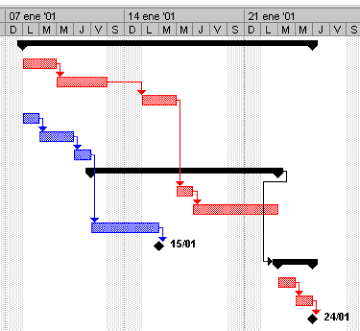 07 ene '01 14 ene '01 21 ene '01
D L M M J V S D L M M J V S D L M M J V S
15/01
24/01